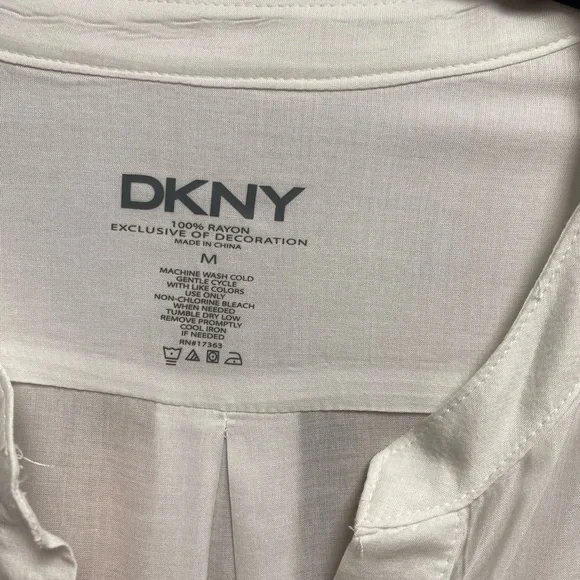 DKNY
100% RAYON
EXCLUSIVE OF DECORATION
MADE IN CHINA
M
MACHINE WASH COLD
GENTLE CYCLE
WITH LIKE COLORS
USE ONLY
NON-CHLORINE BLEACH
WHEN NEEDED
TUMBLE DRY LOW
REMOVE PROMPTLY
COOL IRON
IF NEEDED
RN#17363